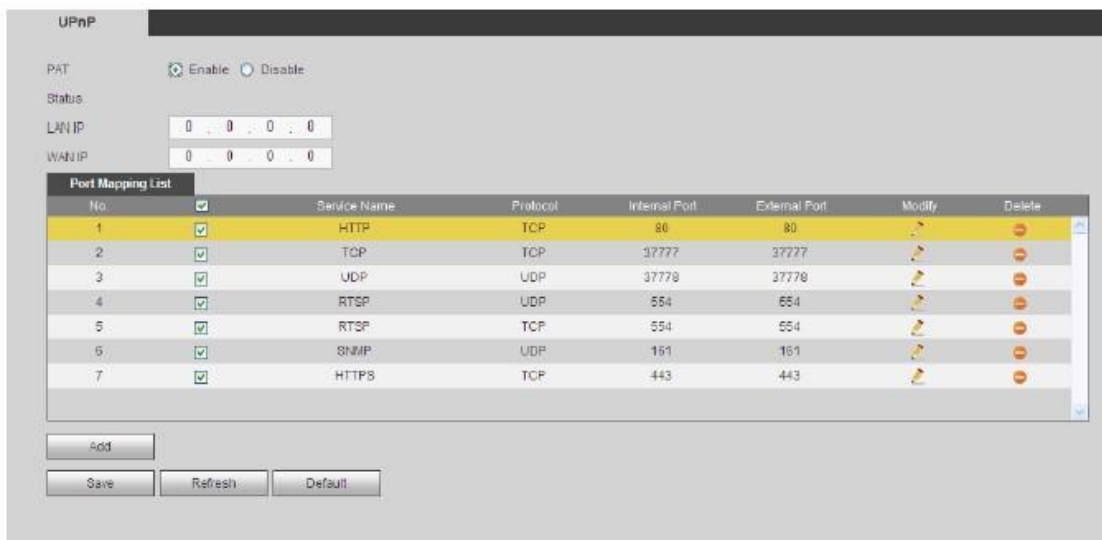 UPnP
PAT Enable Disable
Status
LAN IP 0 . 0 . 0 . 0
WAN IP 0 . 0 . 0 . 0
Port Mapping List
No. Service Name Protocol Internal Port External Port Modify Delete
1 HTTP TCP 80 80
2 TCP TCP 37777 37777
3 UDP UDP 37778 37778
4 RTSP UDP 554 554
5 RTSP TCP 554 554
6 SNMP UDP 161 161
7 HTTPS TCP 443 443
Add
Save Refresh Default